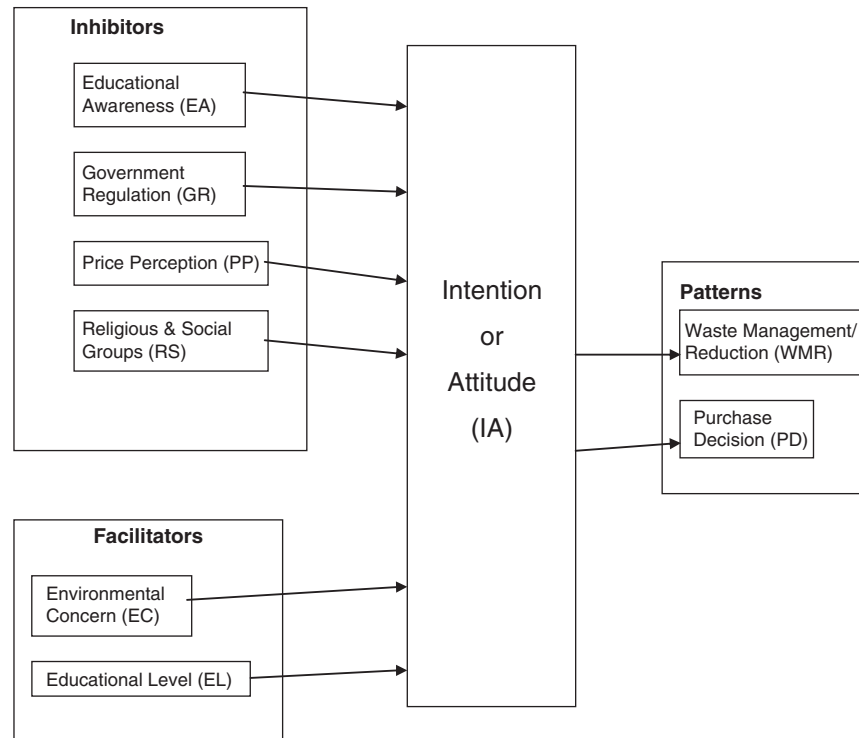 Inhibitors
Educational
Awareness (EA)
Government
Regulation (GR)
Price Perception (PP)
Religious & Social
Groups (RS)
Facilitators
Environmental
Concern (EC)
Educational Level (EL)
Intention
or
Attitude
(IA)
Patterns
Waste Management/
Reduction (WMR)
Purchase
Decision (PD)